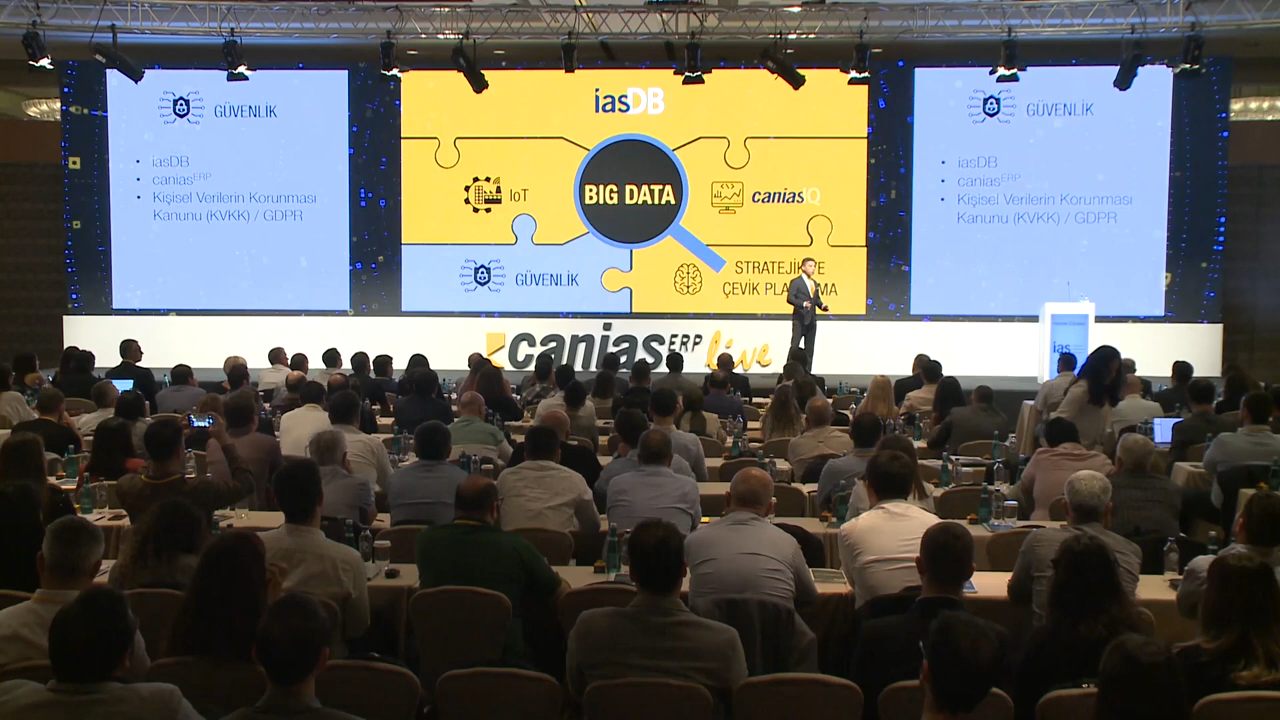 GÜVENLİK
• iasDB
• caniasERP
• Kişisel Verilerin Korunması
Kanunu (KVKK) / GDPR
iasDB
IoT
BIG DATA
caniasIQ
GÜVENLİK
STRATEJİK VE
ÇEVİK PLANLAMA
GÜVENLİK
• iasDB
• caniasERP
• Kişisel Verilerin Korunması
Kanunu (KVKK) / GDPR
caniasERP live
ias